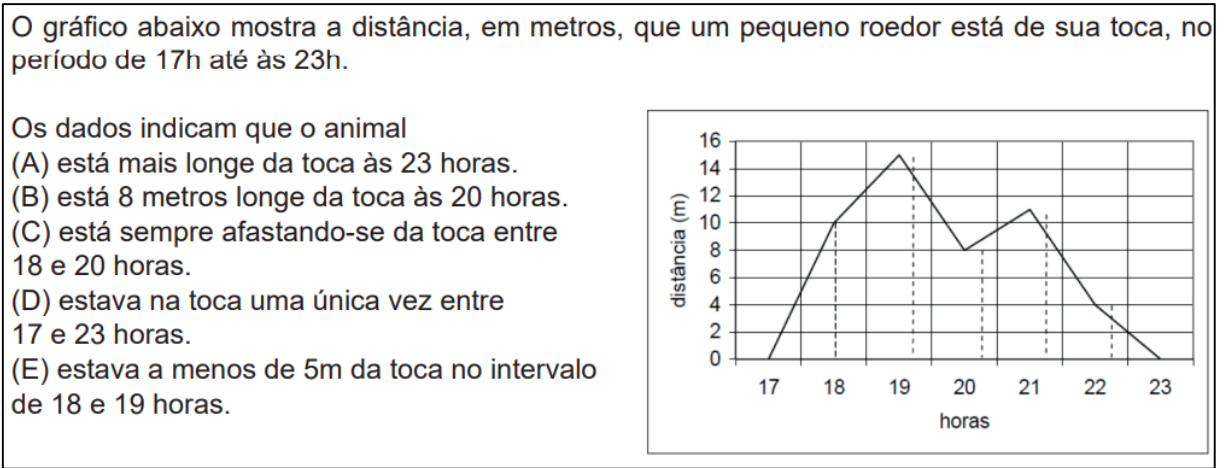 O gráfico abaixo mostra a distância, em metros, que um pequeno roedor está de sua toca, no
período de 17h até às 23h.
Os dados indicam que o animal
(A) está mais longe da toca às 23 horas.
(B) está 8 metros longe da toca às 20 horas.
(C) está sempre afastando-se da toca entre
18 e 20 horas.
(D) estava na toca uma única vez entre
17 e 23 horas.
(E) estava a menos de 5m da toca no intervalo
de 18 e 19 horas.
distância (m)
16
14
12
10
8
6
4
2
0
17 18 19 20 21 22 23
horas